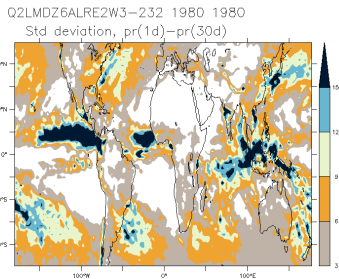 Q2LMDZ6ALRE2W3-232 1980 1980
Std deviation, pr(1d)-pr(30d)
°N
°N
0°
°S
°S
100°W 0° 100°E
15
12
9
6
3